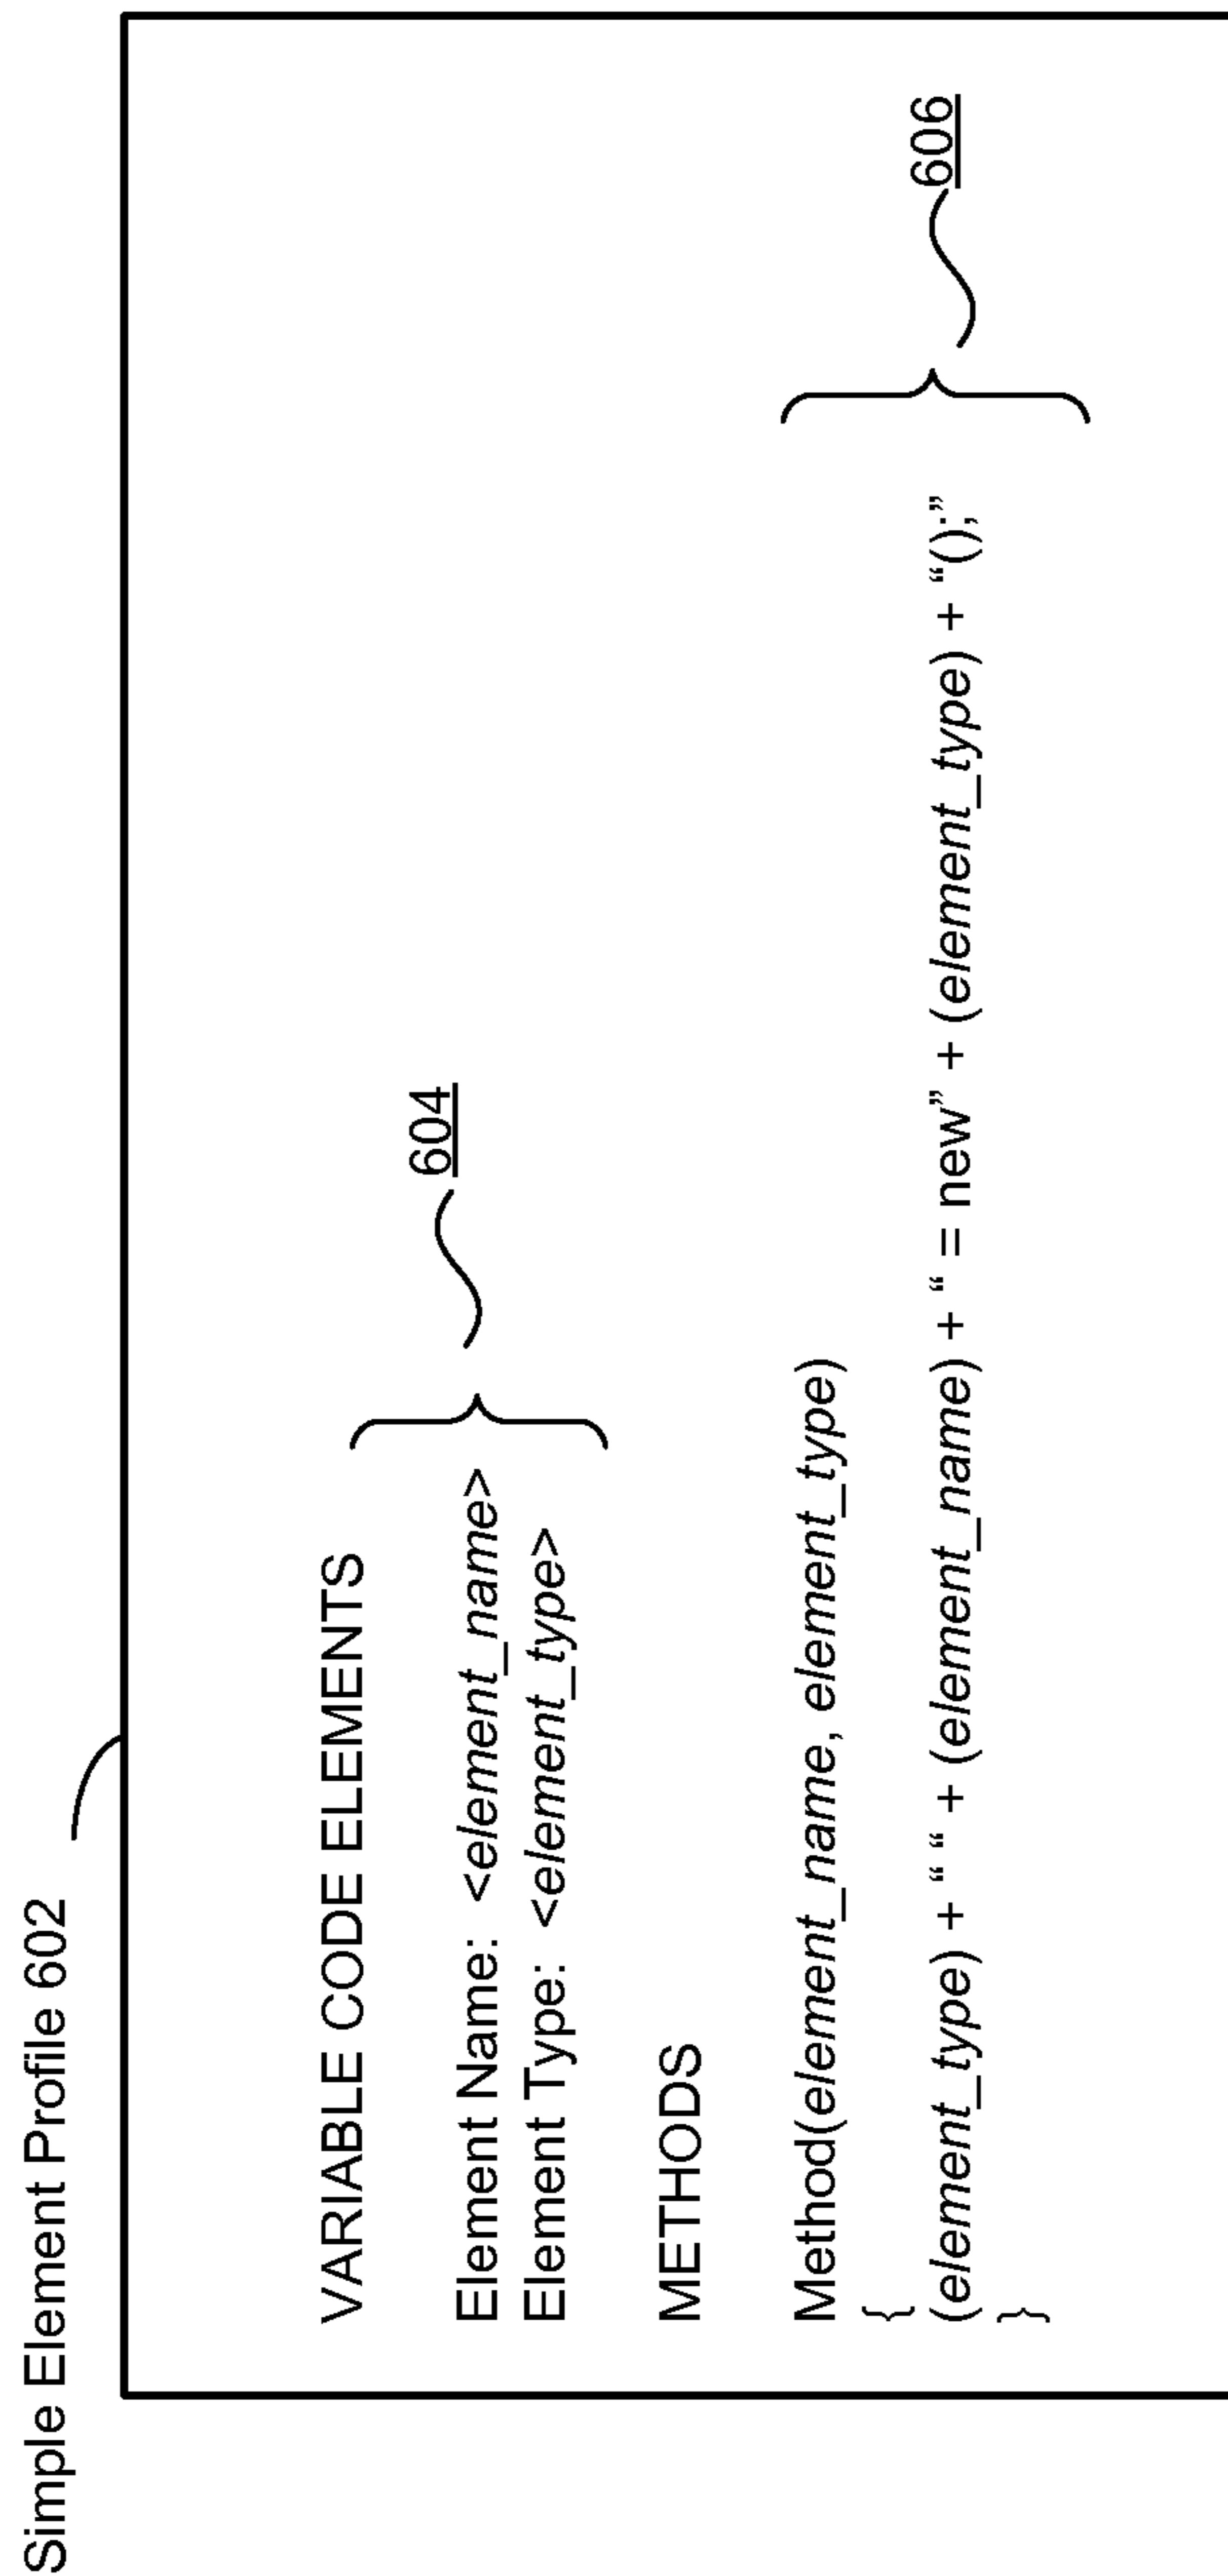 Simple Element Profile 602
VARIABLE CODE ELEMENTS
604
Element Name: <element_name>
Element Type: <element_type>
METHODS
Method(element_name, element_type)
{
(element_type) + “ ” + (element_name) + “ = new” + (element_type) + “();”
}
606